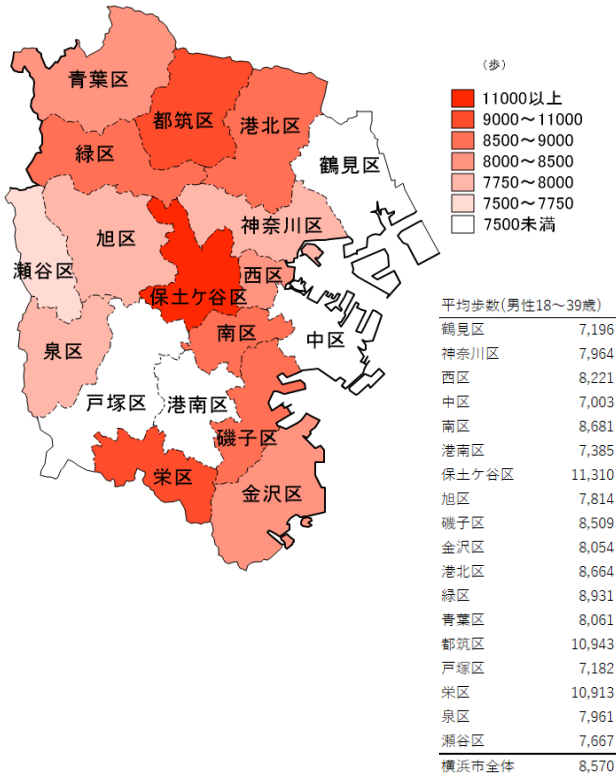 青葉区
都筑区
港北区
緑区
鶴見区
旭区
神奈川区
瀬谷区
西区
保土ケ谷区
南区
中区
泉区
戸塚区
港南区
磯子区
栄区
金沢区
（歩）
11000以上
9000～11000
8500～9000
8000～8500
7750～8000
7500～7750
7500未満
平均歩数(男性18～39歳)
鶴見区 7,196
神奈川区 7,964
西区 8,221
中区 7,003
南区 8,681
港南区 7,385
保土ケ谷区 11,310
旭区 7,814
磯子区 8,509
金沢区 8,054
港北区 8,664
緑区 8,931
青葉区 8,061
都筑区 10,943
戸塚区 7,182
栄区 10,913
泉区 7,961
瀬谷区 7,667
横浜市全体 8,570